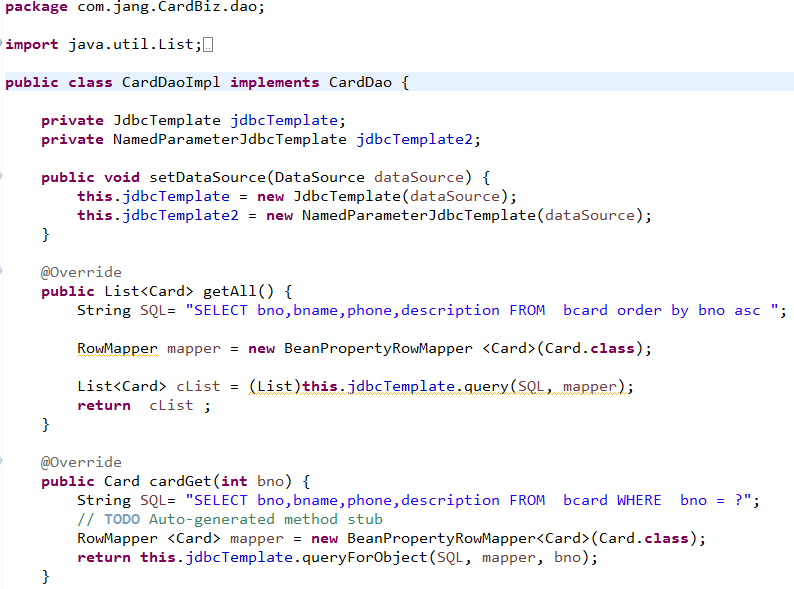 package com.jang.CardBiz.dao;
import java.util.List;
public class CardDaoImpl implements CardDao {
private JdbcTemplate jdbcTemplate;
private NamedParameterJdbcTemplate jdbcTemplate2;
public void setDataSource(DataSource dataSource) {
this.jdbcTemplate = new JdbcTemplate(dataSource);
this.jdbcTemplate2 = new NamedParameterJdbcTemplate(dataSource);
}
@Override
public List<Card> getAll() {
String SQL= "SELECT bno,bname,phone,description FROM  bcard order by bno asc ";
RowMapper mapper = new BeanPropertyRowMapper <Card>(Card.class);
List<Card> cList = (List)this.jdbcTemplate.query(SQL, mapper);
return  cList ;
}
@Override
public Card cardGet(int bno) {
String SQL= "SELECT bno,bname,phone,description FROM  bcard WHERE  bno = ?";
// TODO Auto-generated method stub
RowMapper <Card> mapper = new BeanPropertyRowMapper<Card>(Card.class);
return this.jdbcTemplate.queryForObject(SQL, mapper, bno);
}